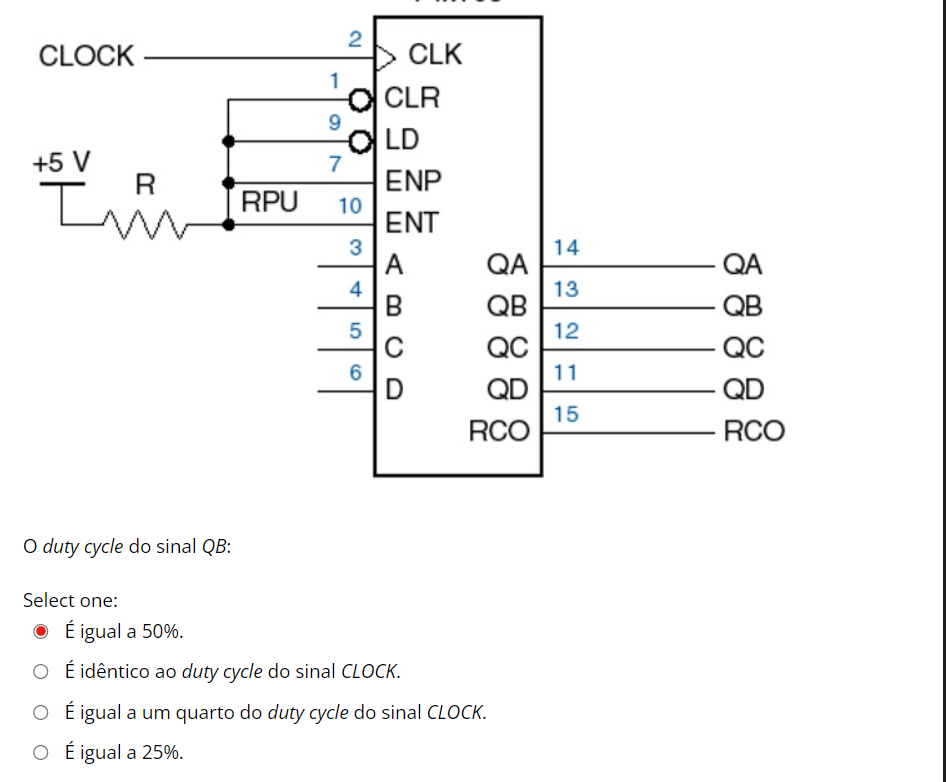 2
CLOCK
CLK
1
CLR
9
LD
+5 V
7
R
ENP
RPU
10
ENT
3
14
A
QA
QA
4
13
B
QB
QB
5
12
C
QC
QC
6
11
D
QD
QD
15
RCO
RCO
O duty cycle do sinal QB:
Select one:
É igual a 50%.
É idêntico ao duty cycle do sinal CLOCK.
É igual a um quarto do duty cycle do sinal CLOCK.
É igual a 25%.